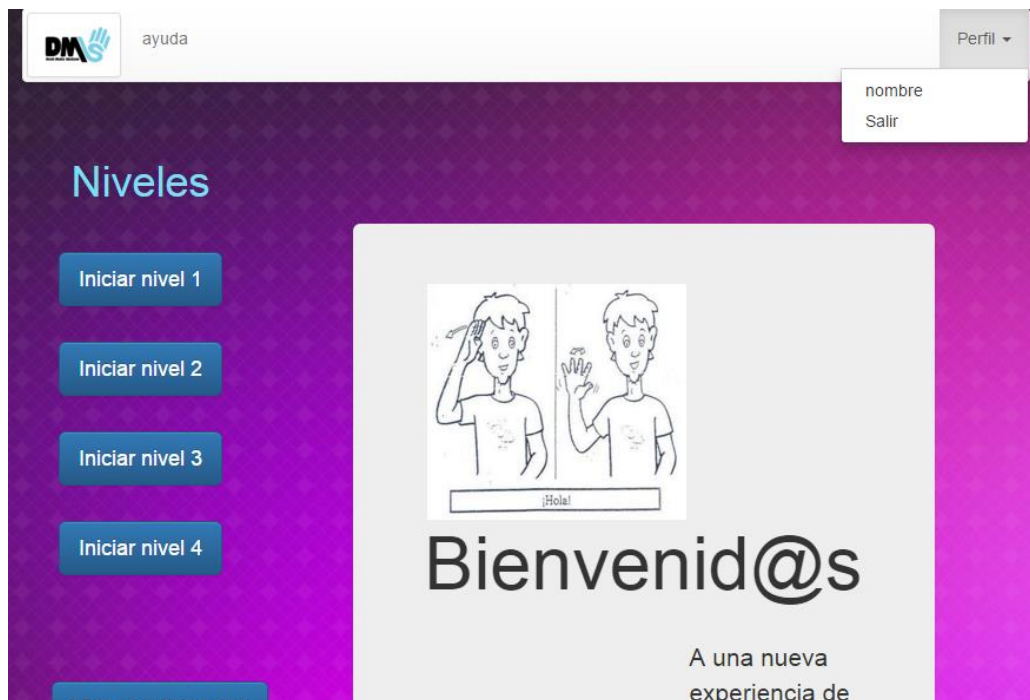 DMS
ayuda
Perfil
nombre
Salir
Niveles
Iniciar nivel 1
Iniciar nivel 2
Iniciar nivel 3
Iniciar nivel 4
¡Hola!
Bienvenid@s
A una nueva
experiencia de